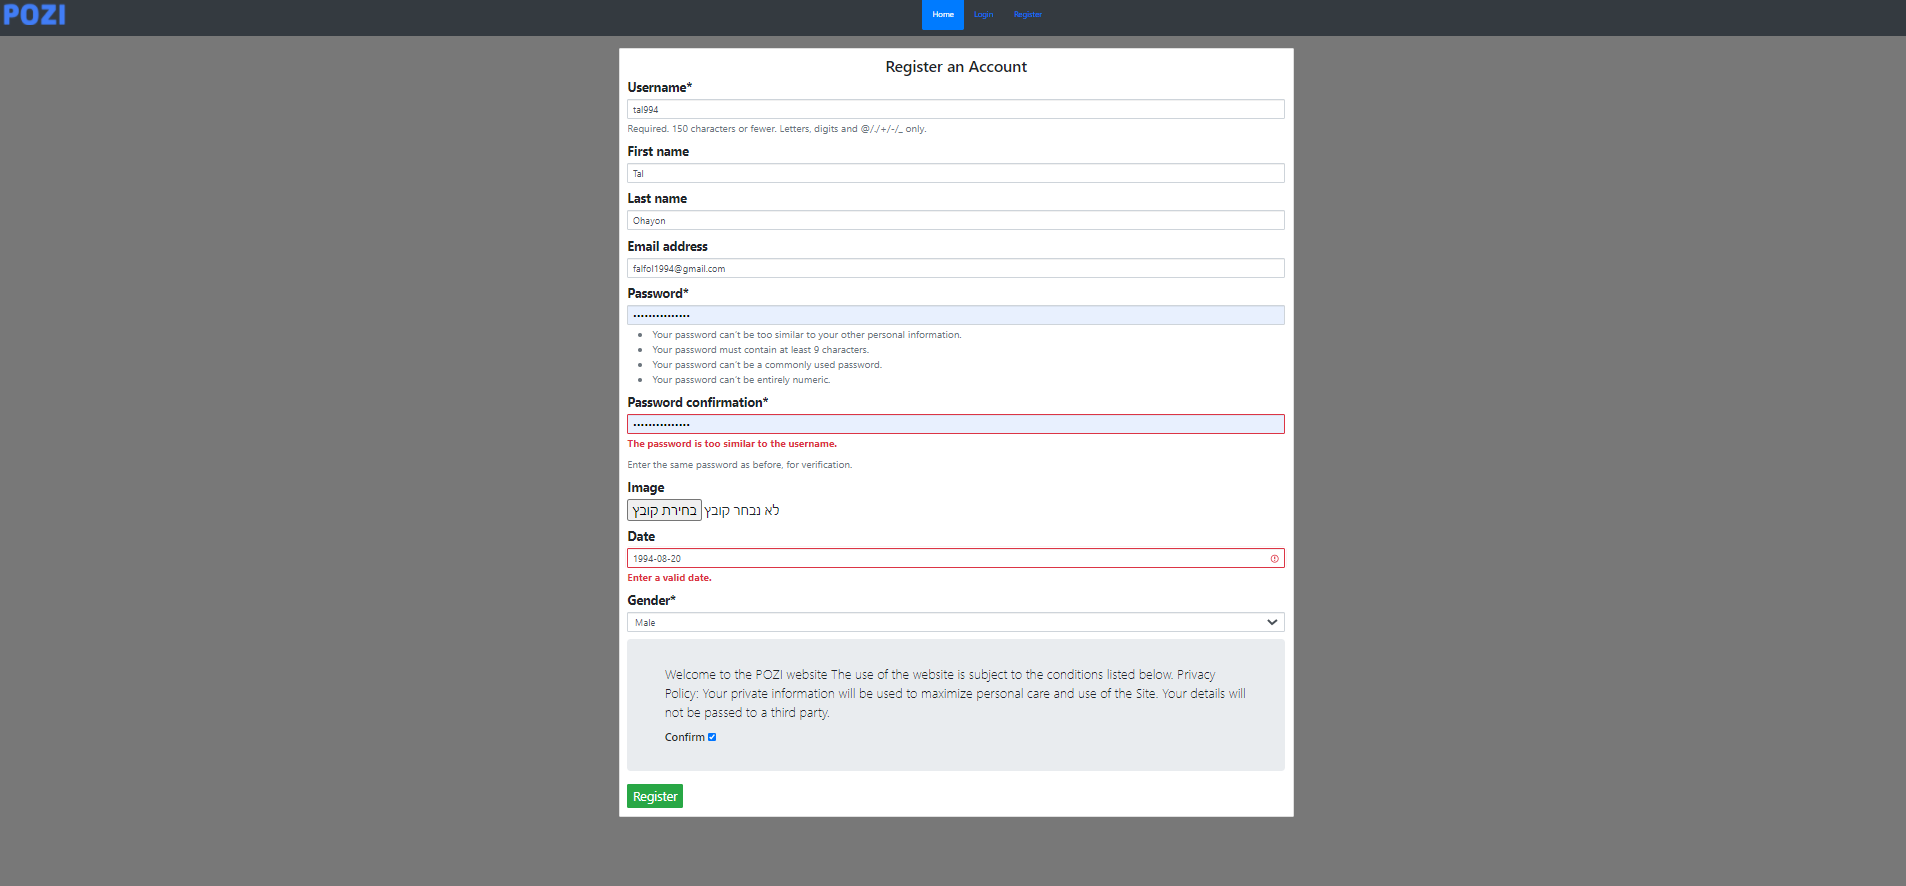 POZI
Home Login Register
Register an Account
Username*
tal994
Required. 150 characters or fewer. Letters, digits and @/./+/-/_ only.
First name
Tal
Last name
Ohayon
Email address
falfol1994@gmail.com
Password*
•••••••••••••••
Your password can't be too similar to your other personal information.
Your password must contain at least 9 characters.
Your password can't be a commonly used password.
Your password can't be entirely numeric.
Password confirmation*
•••••••••••••••
The password is too similar to the username.
Enter the same password as before, for verification.
Image
בחירת קובץ לא נבחר קובץ
Date
1994-08-20
Enter a valid date.
Gender*
Male
Welcome to the POZI website The use of the website is subject to the conditions listed below. Privacy
Policy: Your private information will be used to maximize personal care and use of the Site. Your details will
not be passed to a third party.
Confirm
Register